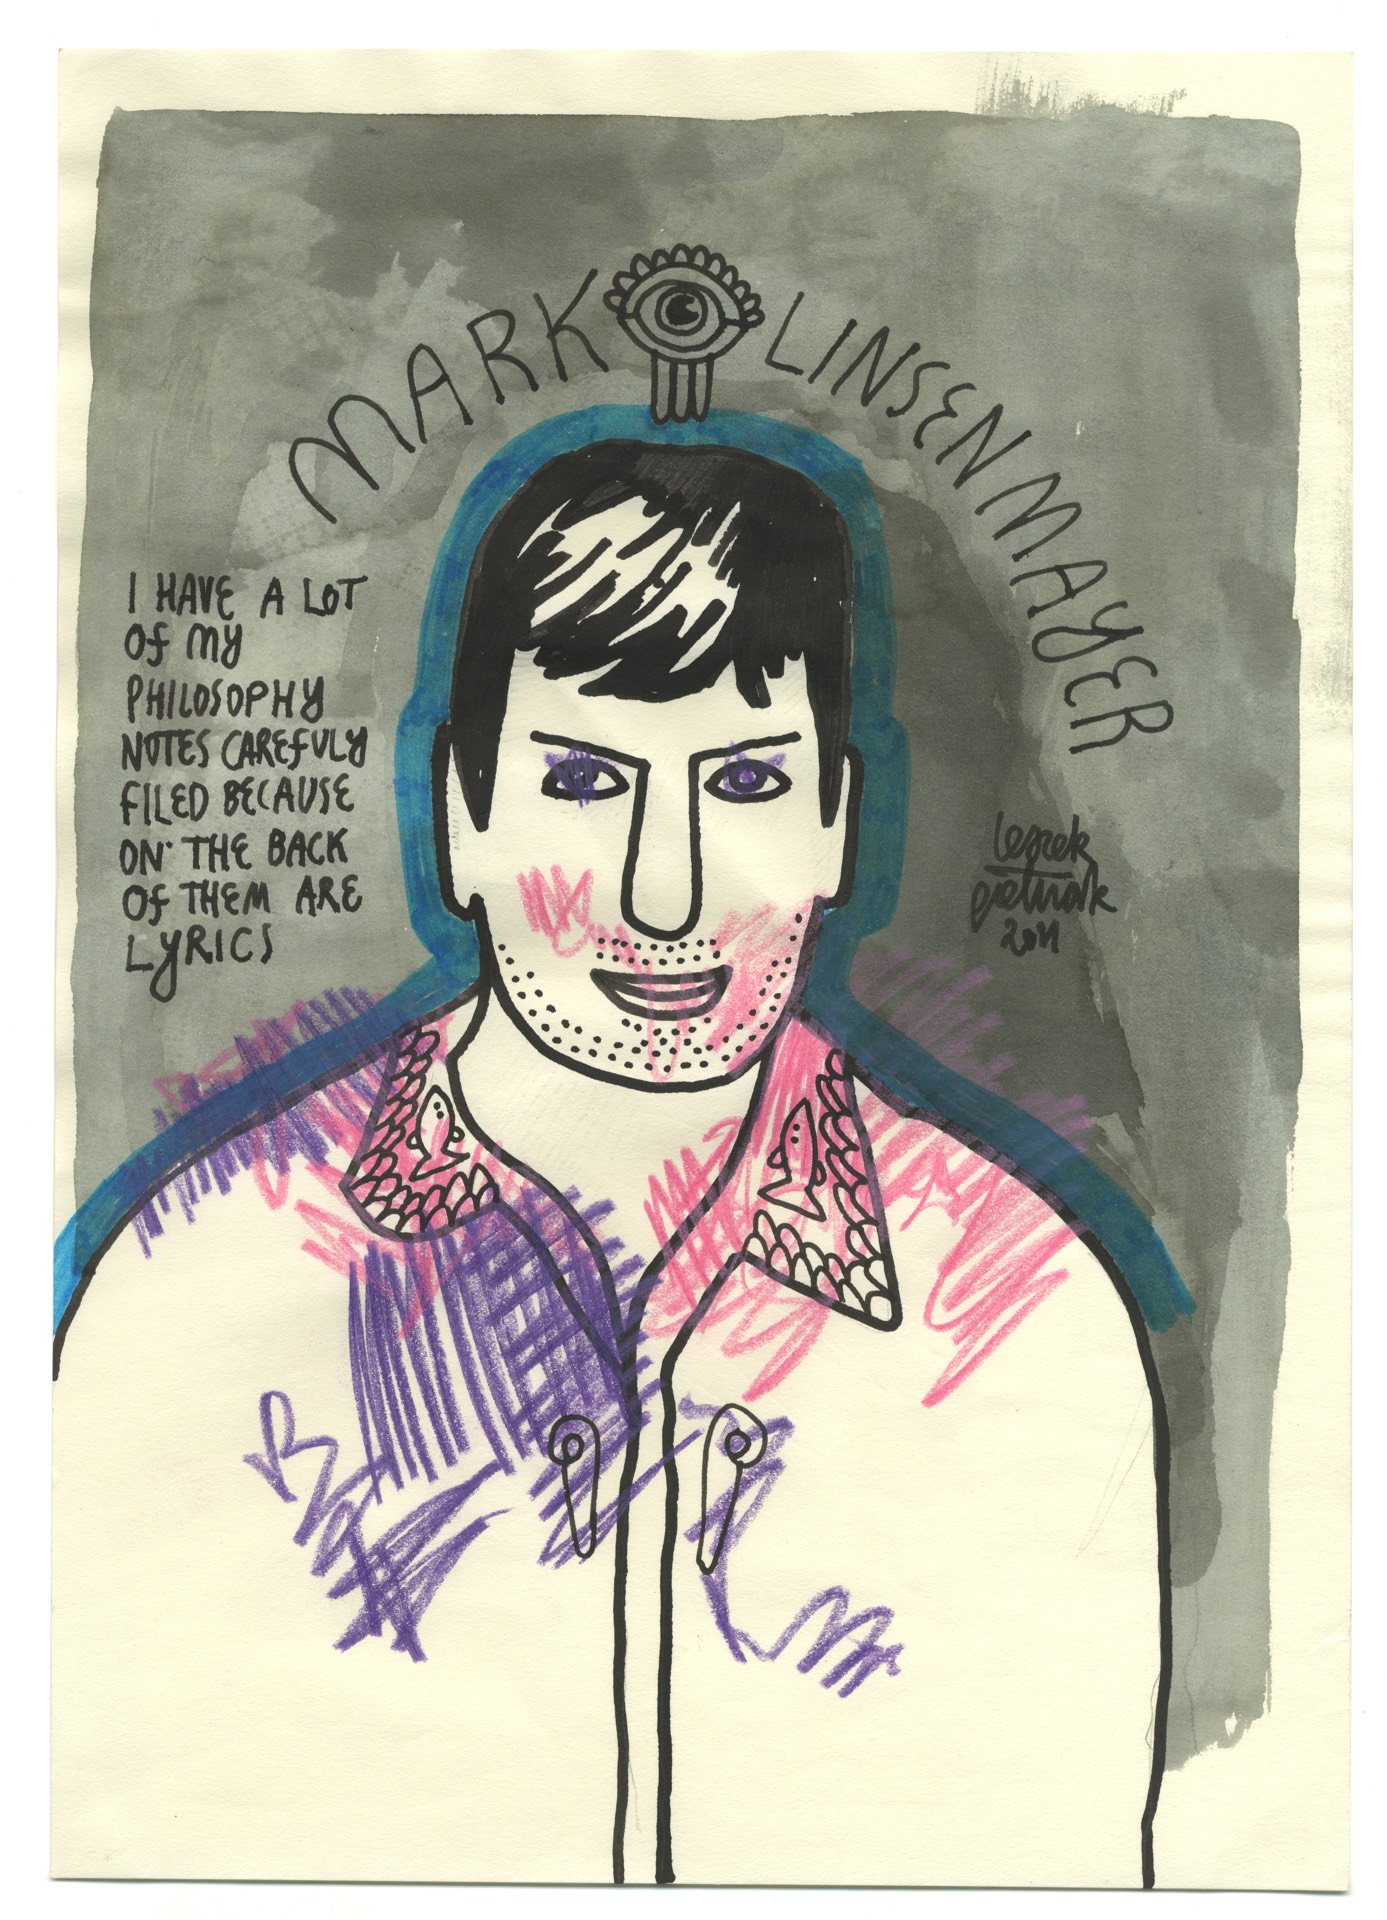 MARK LINSENMAYER
I HAVE A LOT
OF MY
PHILOSOPHY
NOTES CAREFULY
FILED BECAUSE
ON THE BACK
OF THEM ARE
LYRICS
leszek
2011